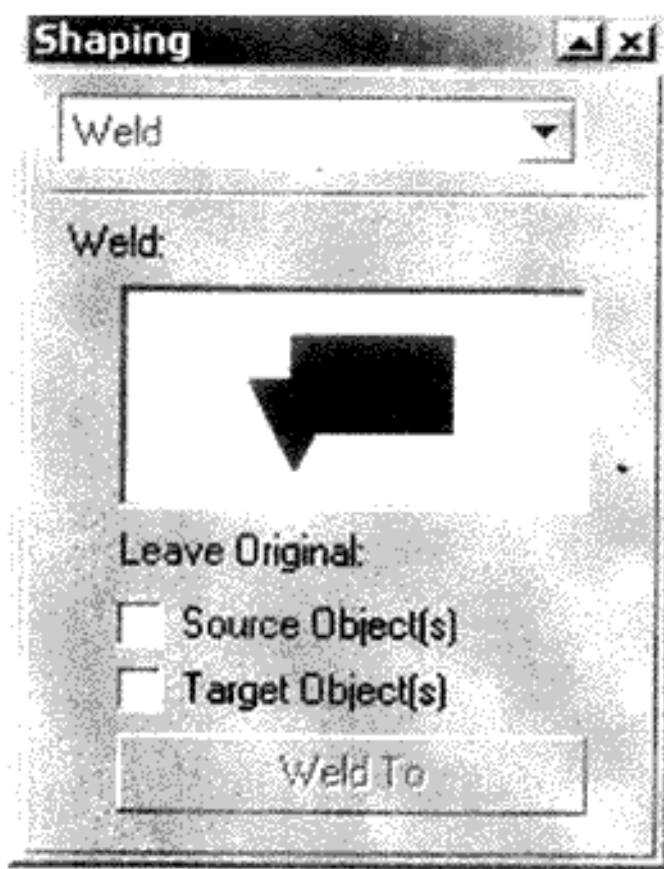 Shaping
Weld
Weld:
Leave Original:
Source Object(s)
Target Object(s)
Weld To